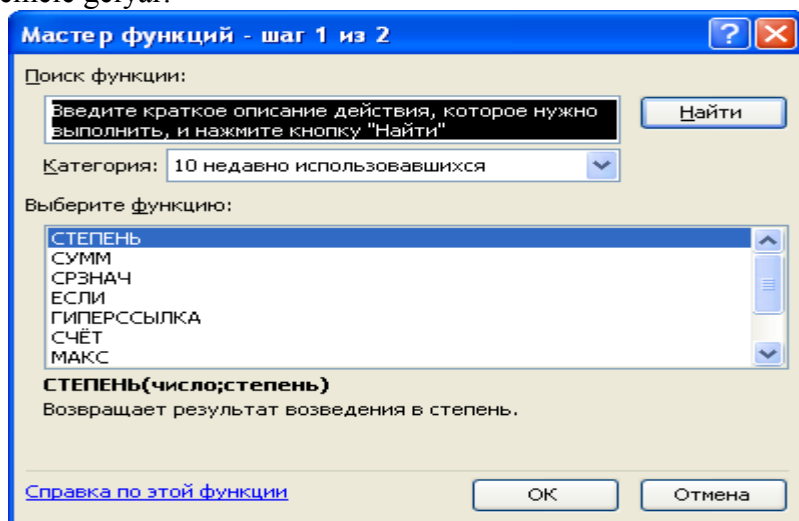 gelyär.
Мастер функций - шаг 1 из 2
Поиск функции:
Введите краткое описание действия, которое нужно
выполнить, и нажмите кнопку "Найти"
Найти
Категория: 10 недавно использовавшихся
Выберите функцию:
СТЕПЕНЬ
СУММ
СРЗНАЧ
ЕСЛИ
ГИПЕРССЫЛКА
СЧЁТ
МАКС
СТЕПЕНЬ(число;степень)
Возвращает результат возведения в степень.
Справка по этой функции
ОК
Отмена